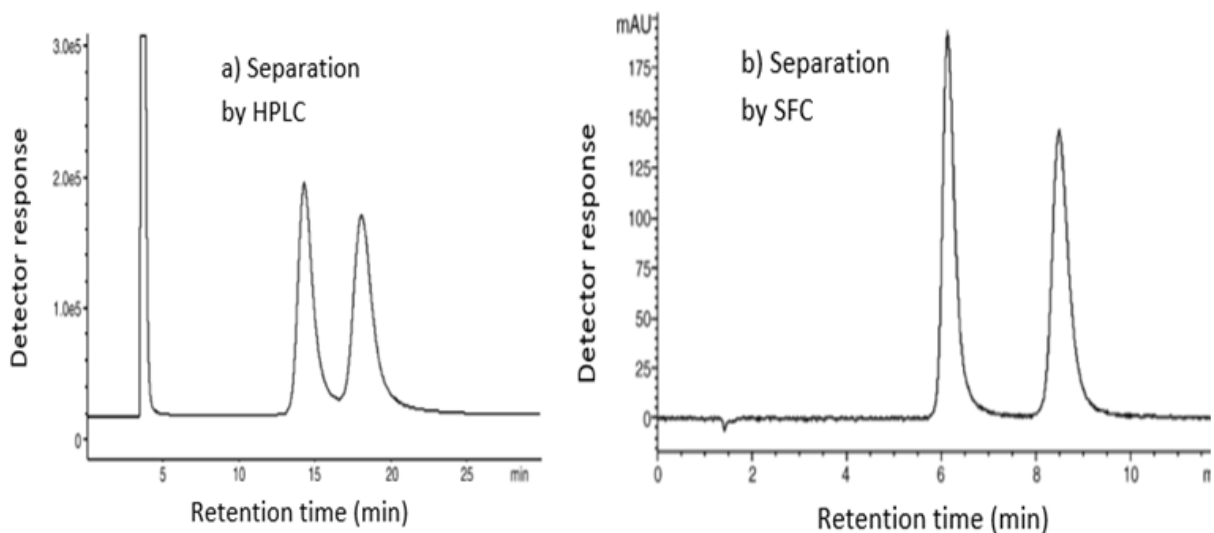 3.0e5
a) Separation
by HPLC
2.0e5
1.0e5
0
Detector response
5 10 15 20 25 min
Retention time (min)
mAU
b) Separation
by SFC
175
150
125
100
75
50
25
0
Detector response
0 2 4 6 8 10 m
Retention time (min)